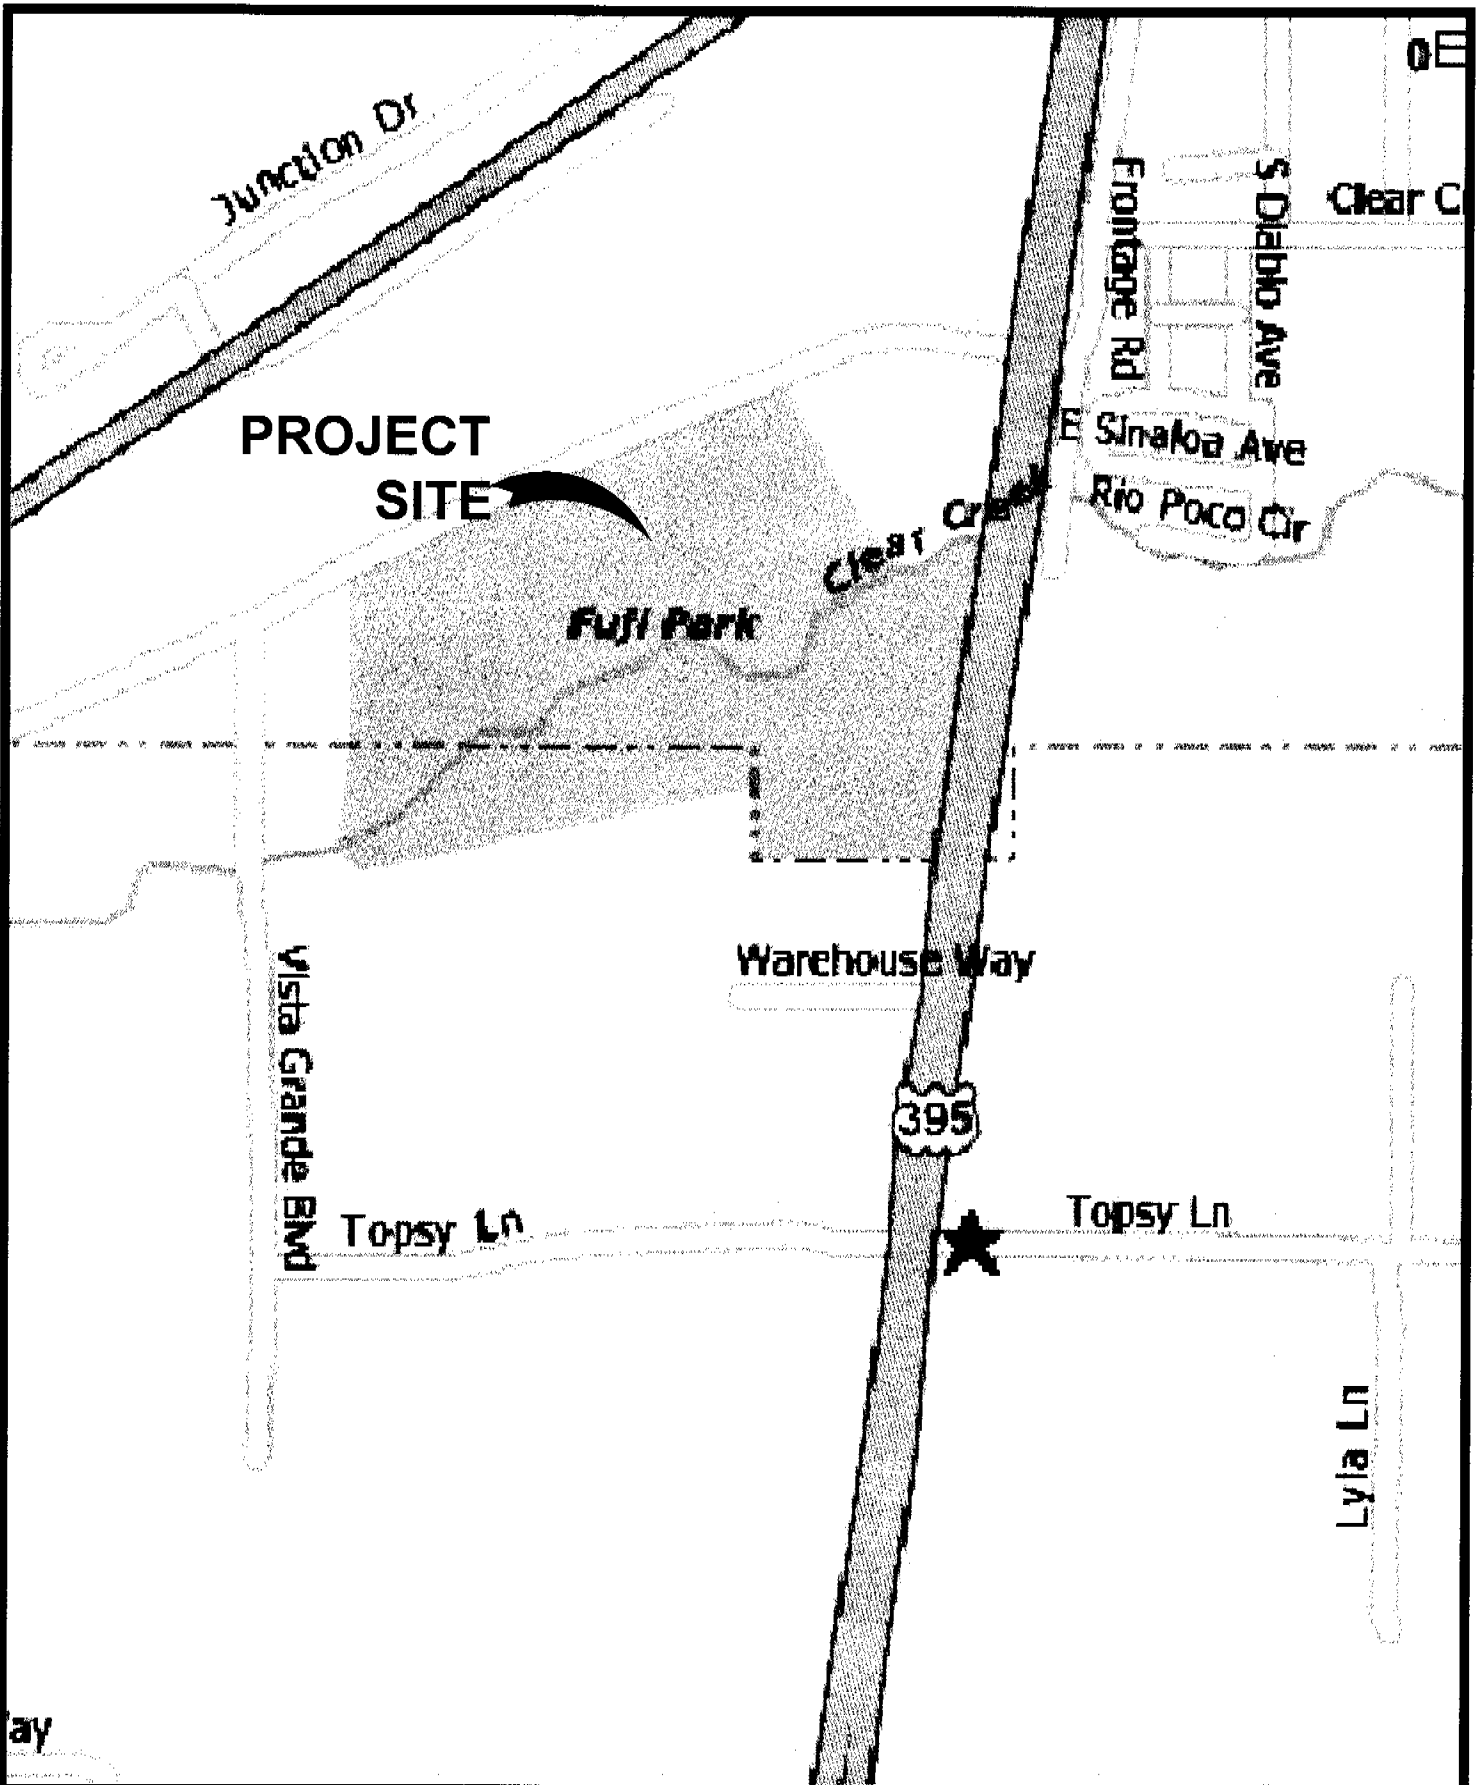 Junction Dr
Frontage Rd
S Diablo Ave
Clear C
PROJECT
SITE
E Sinaloa Ave
Rio Poco Cir
Clear Creek
Fuji Park
Warehouse Way
Vista Grande Blvd
395
Topsy Ln
Topsy Ln
Lyla Ln
ay